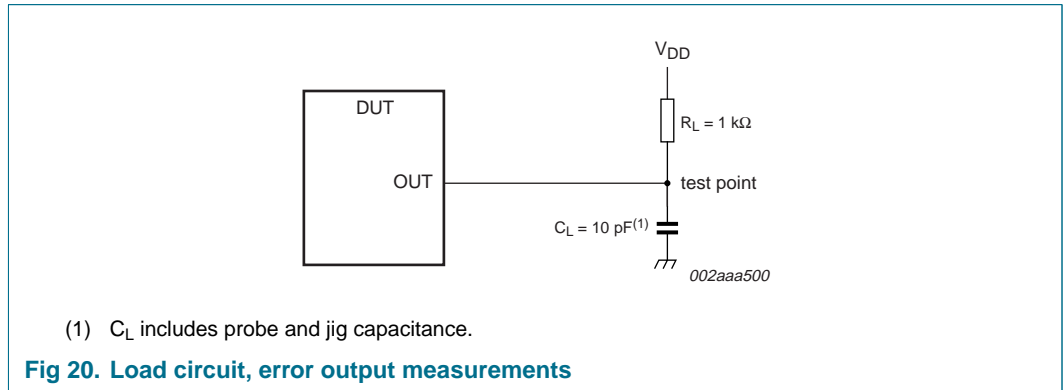 V_DD
DUT
R_L = 1 kΩ
OUT
test point
C_L = 10 pF(1)
002aaa500
(1) C_L includes probe and jig capacitance.
Fig 20. Load circuit, error output measurements